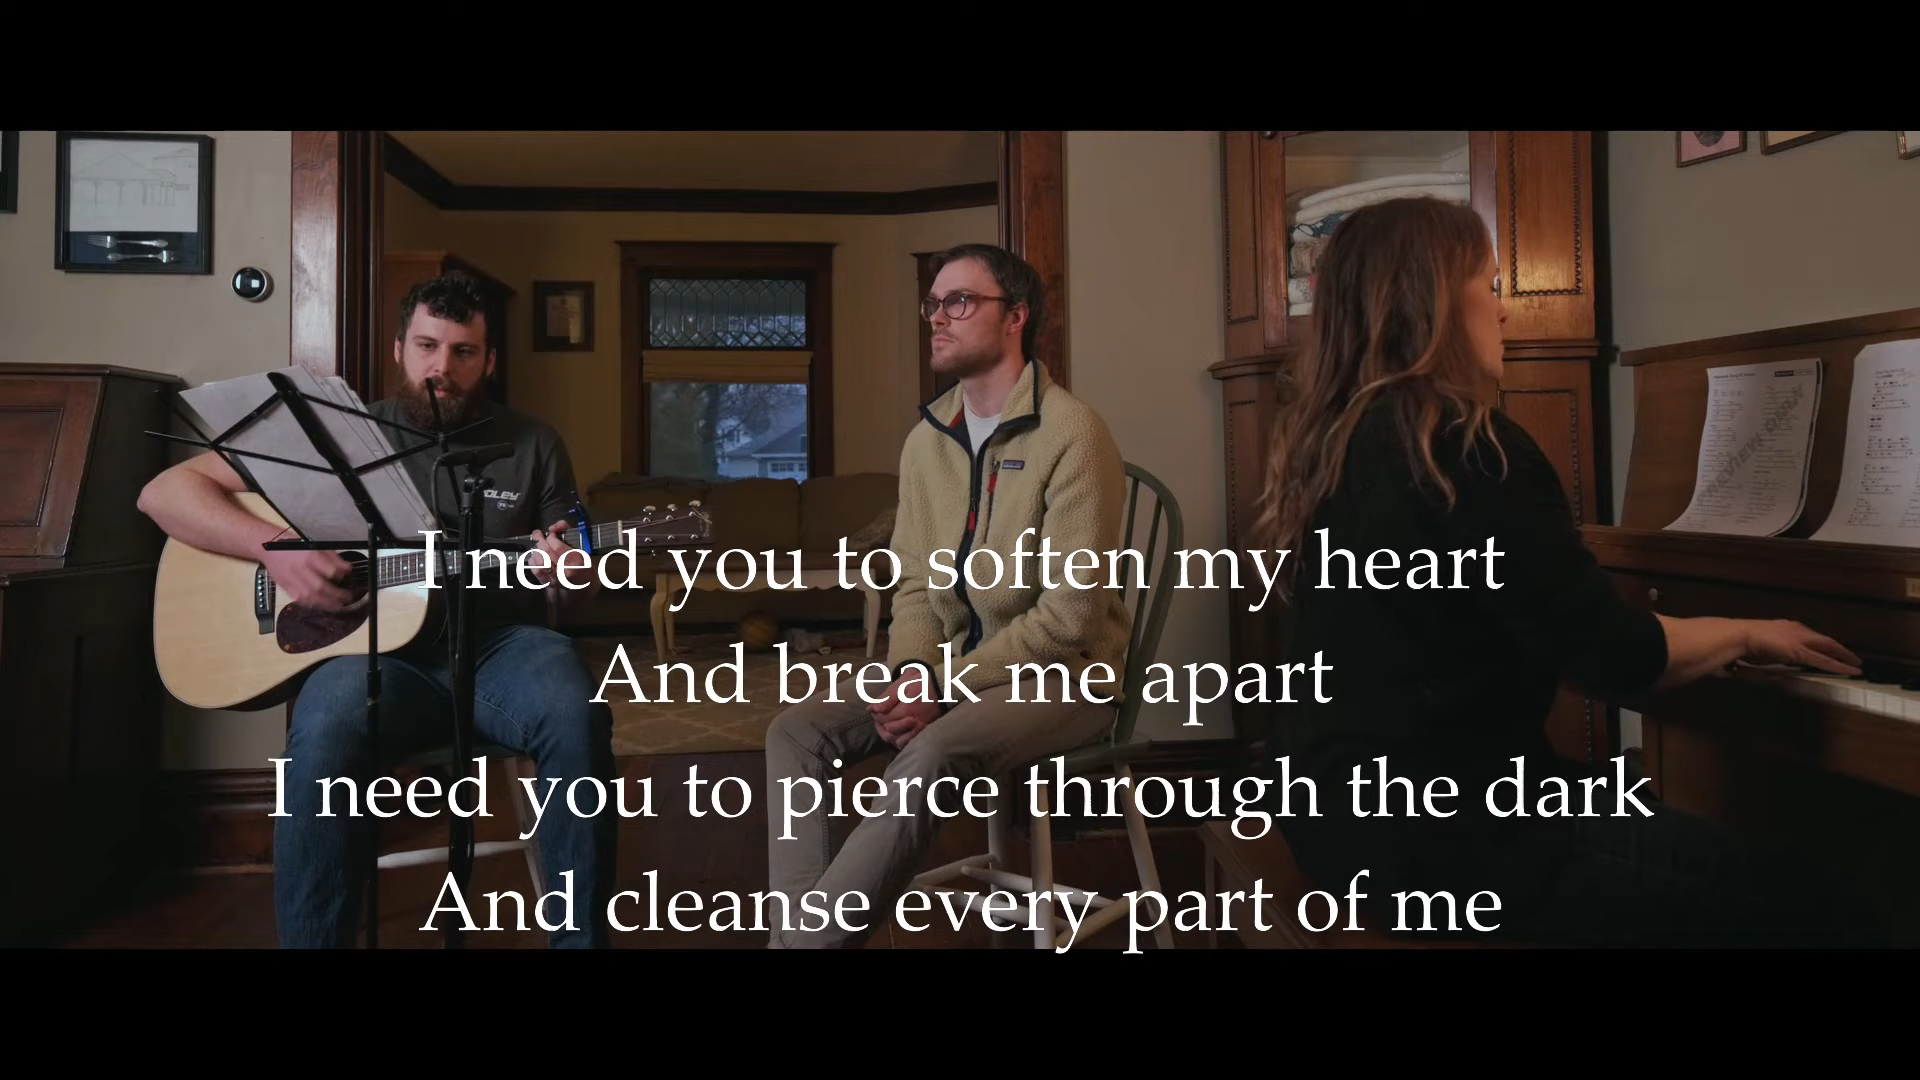 I need you to soften my heart
And break me apart
I need you to pierce through the dark
And cleanse every part of me